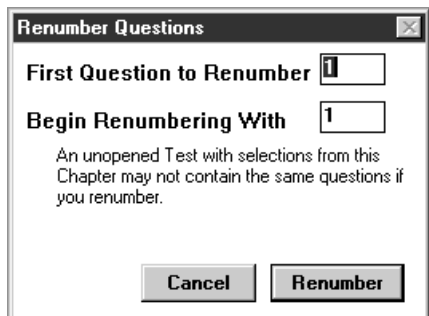 Renumber Questions
First Question to Renumber 1
Begin Renumbering With 1
An unopened Test with selections from this
Chapter may not contain the same questions if
you renumber.
Cancel Renumber